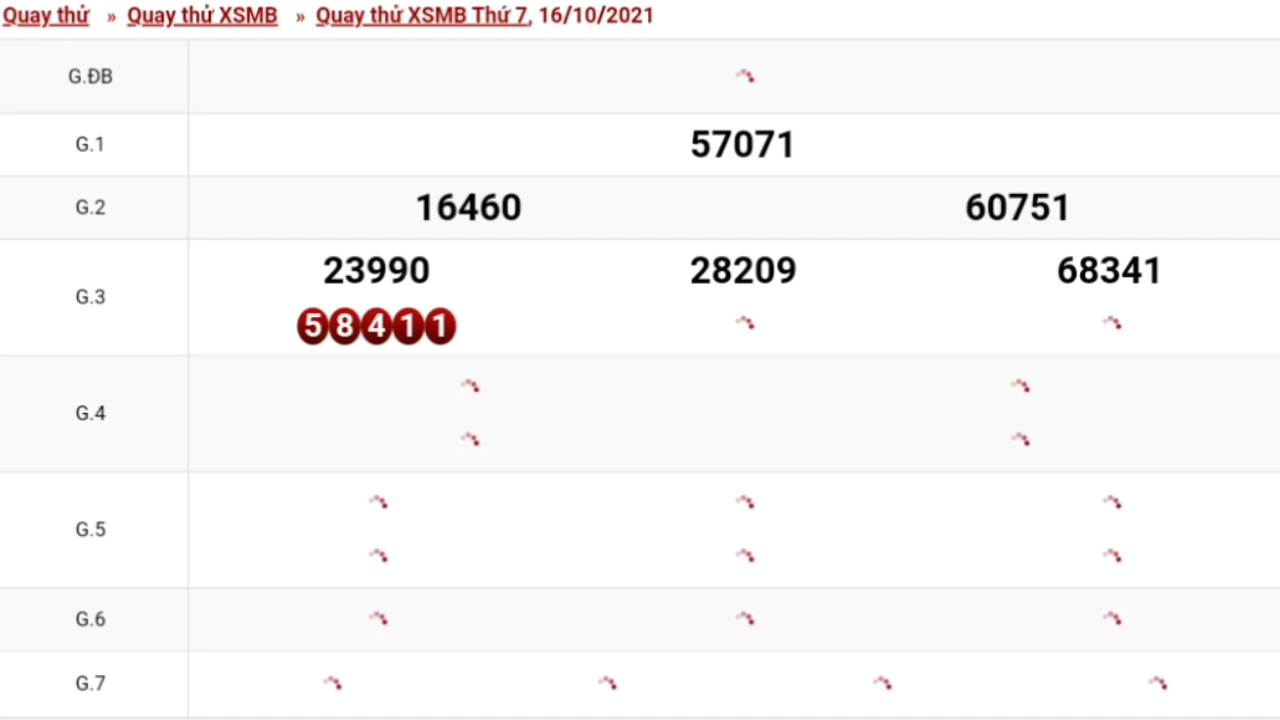 Quay thử » Quay thử XSMB » Quay thử XSMB Thứ 7, 16/10/2021
G.ĐB
G.1 57071
G.2 16460 60751
G.3 23990 28209 68341
58411
G.4
G.5
G.6
G.7